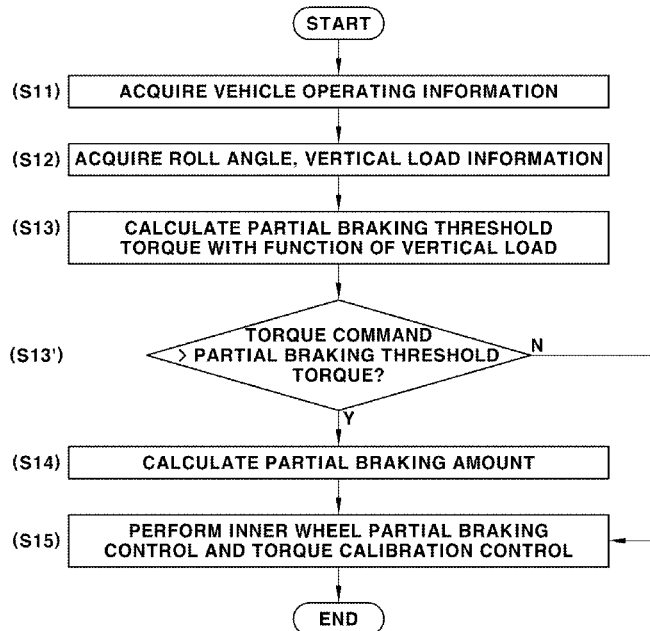 START
(S11) ACQUIRE VEHICLE OPERATING INFORMATION
(S12) ACQUIRE ROLL ANGLE, VERTICAL LOAD INFORMATION
(S13) CALCULATE PARTIAL BRAKING THRESHOLD
TORQUE WITH FUNCTION OF VERTICAL LOAD
TORQUE COMMAND
(S13') > PARTIAL BRAKING THRESHOLD N
TORQUE?
Y
(S14) CALCULATE PARTIAL BRAKING AMOUNT
(S15) PERFORM INNER WHEEL PARTIAL BRAKING
CONTROL AND TORQUE CALIBRATION CONTROL
END